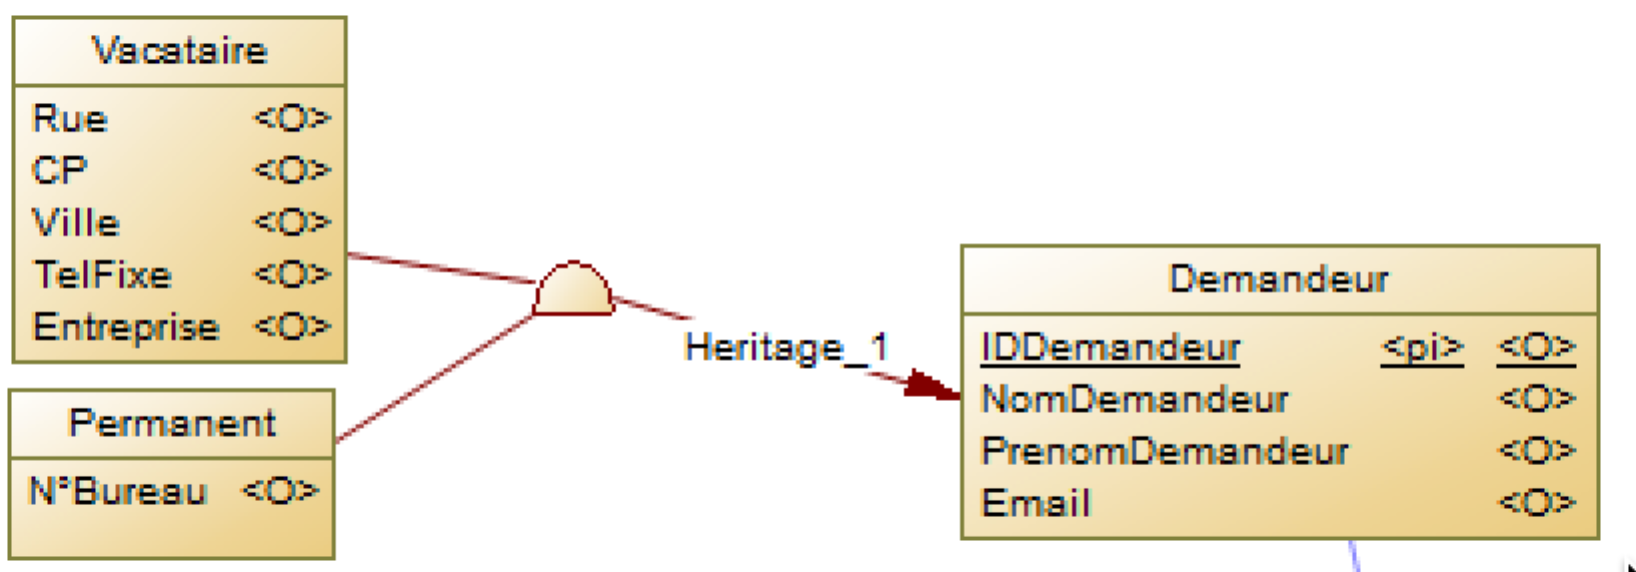 Vacataire
Rue <O>
CP <O>
Ville <O>
TelFixe <O>
Entreprise <O>
Permanent
N°Bureau <O>
Heritage_1
Demandeur
IDDemandeur <pi> <O>
NomDemandeur <O>
PrenomDemandeur <O>
Email <O>